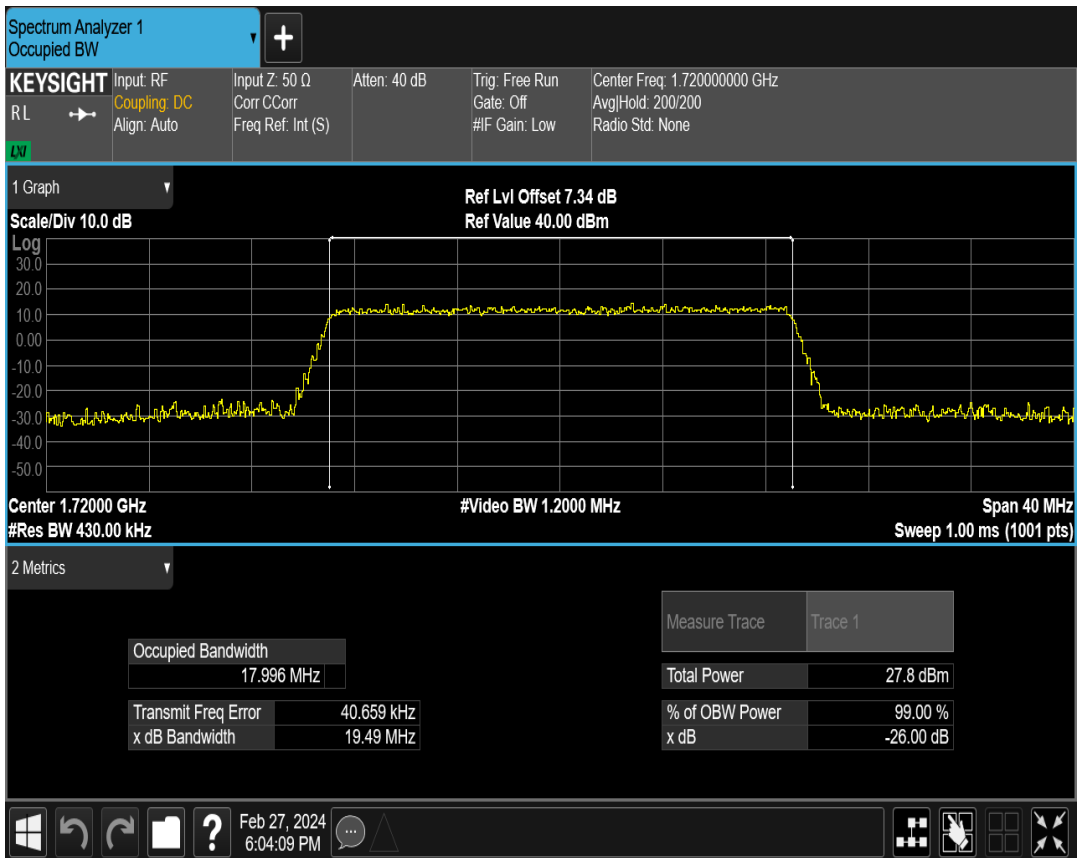 Spectrum Analyzer 1
Occupied BW
KEYSIGHT
RL
LXI
Input: RF
Coupling: DC
Align: Auto
Input Z: 50 Ω
Corr CCorr
Freq Ref: Int (S)
Atten: 40 dB
Trig: Free Run
Gate: Off
#IF Gain: Low
Center Freq: 1.720000000 GHz
Avg|Hold: 200/200
Radio Std: None
1 Graph
Scale/Div 10.0 dB
Ref Lvl Offset 7.34 dB
Ref Value 40.00 dBm
Log
30.0
20.0
10.0
0.00
-10.0
-20.0
-30.0
-40.0
-50.0
Center 1.72000 GHz
#Video BW 1.2000 MHz
Span 40 MHz
#Res BW 430.00 kHz
Sweep 1.00 ms (1001 pts)
2 Metrics
Measure Trace Trace 1
Occupied Bandwidth
17.996 MHz
Total Power 27.8 dBm
Transmit Freq Error 40.659 kHz
% of OBW Power 99.00 %
x dB Bandwidth 19.49 MHz
x dB -26.00 dB
?
Feb 27, 2024
6:04:09 PM